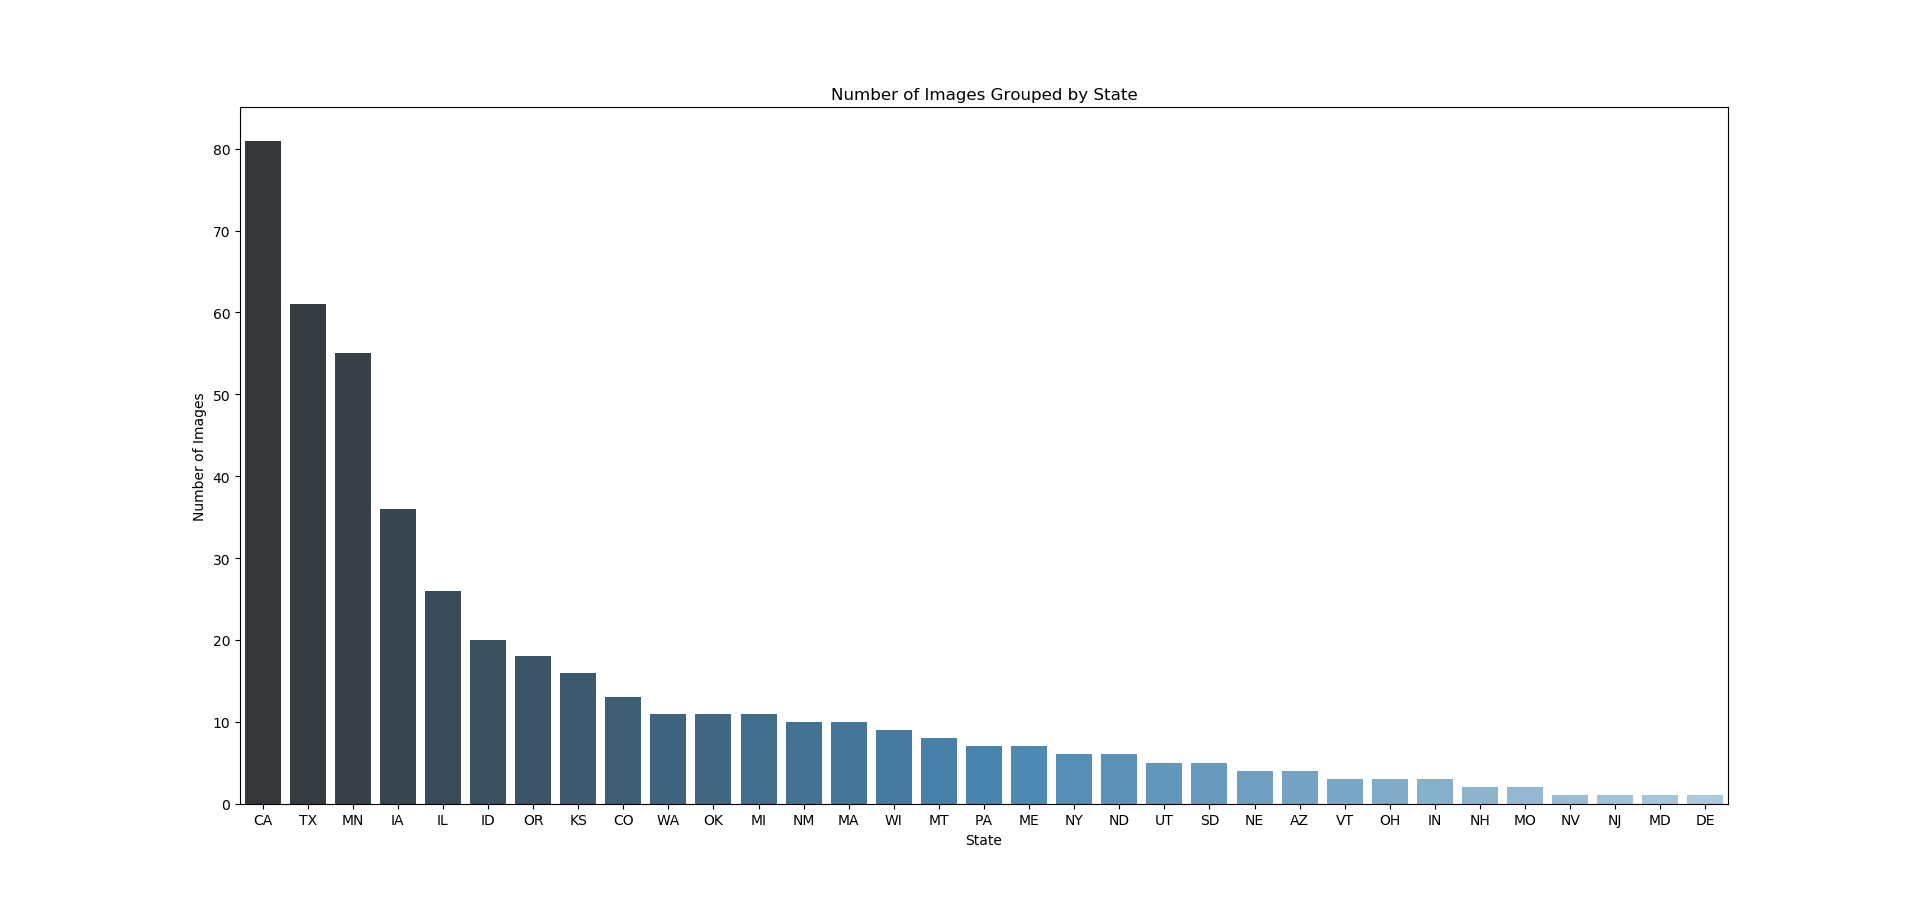 Number of Images Grouped by State
Number of Images
80
70
60
50
40
30
20
10
0
CA TX MN IA IL ID OR KS CO WA OK MI NM MA WI MT PA ME NY ND UT SD NE AZ VT OH IN NH MO NV NJ MD DE
State